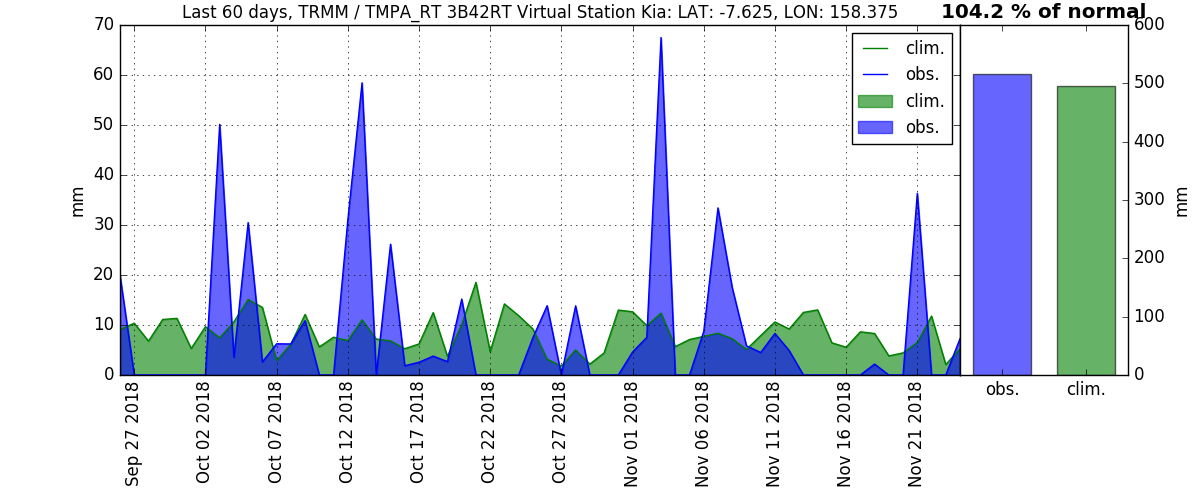 Last 60 days, TRMM / TMPA_RT 3B42RT Virtual Station Kia: LAT: -7.625, LON: 158.375
104.2 % of normal
70
60
50
40
30
20
10
0
mm
clim.
obs.
clim.
obs.
Sep 27 2018
Oct 02 2018
Oct 07 2018
Oct 12 2018
Oct 17 2018
Oct 22 2018
Oct 27 2018
Nov 01 2018
Nov 06 2018
Nov 11 2018
Nov 16 2018
Nov 21 2018
600
500
400
300
200
100
0
mm
obs.
clim.